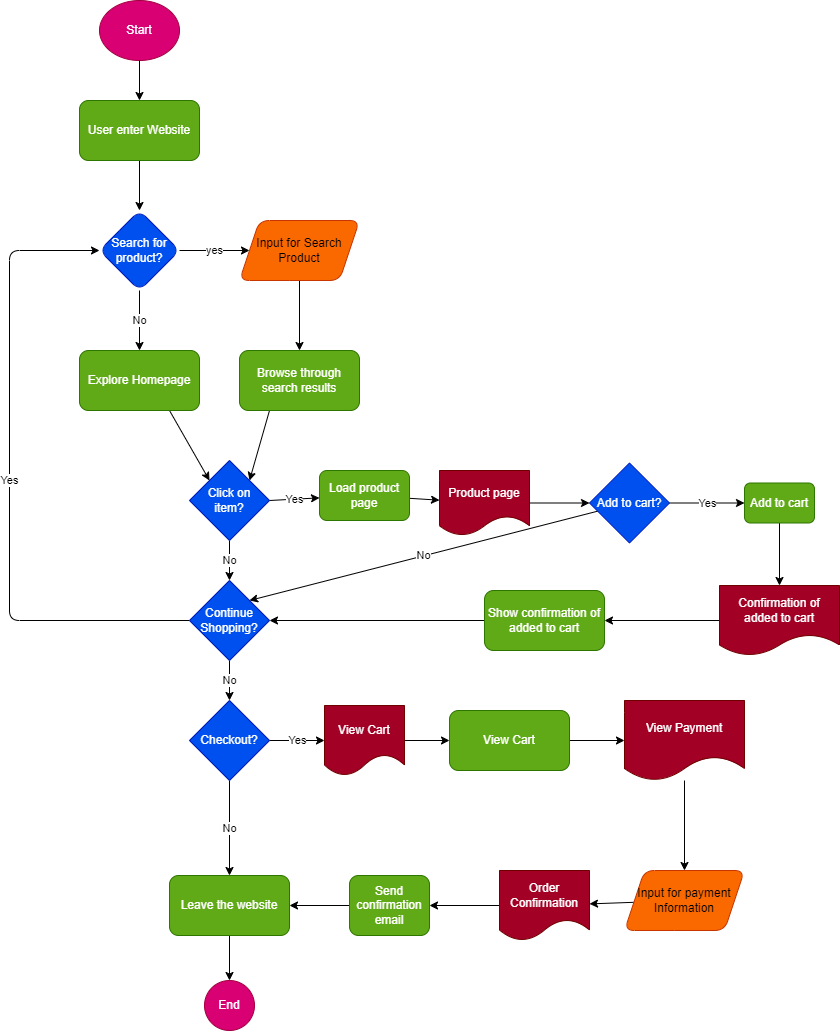 Start
User enter Website
Search for
product?
yes
Input for Search
Product
No
Explore Homepage
Browse through
search results
Yes
Click on
item?
Yes
Load product
page
Product page
Add to cart?
Yes
Add to cart
No
No
Continue
Shopping?
Show confirmation of
added to cart
Confirmation of
added to cart
No
Checkout?
Yes
View Cart
View Cart
View Payment
No
Leave the website
Send
confirmation
email
Order
Confirmation
Input for payment
Information
End